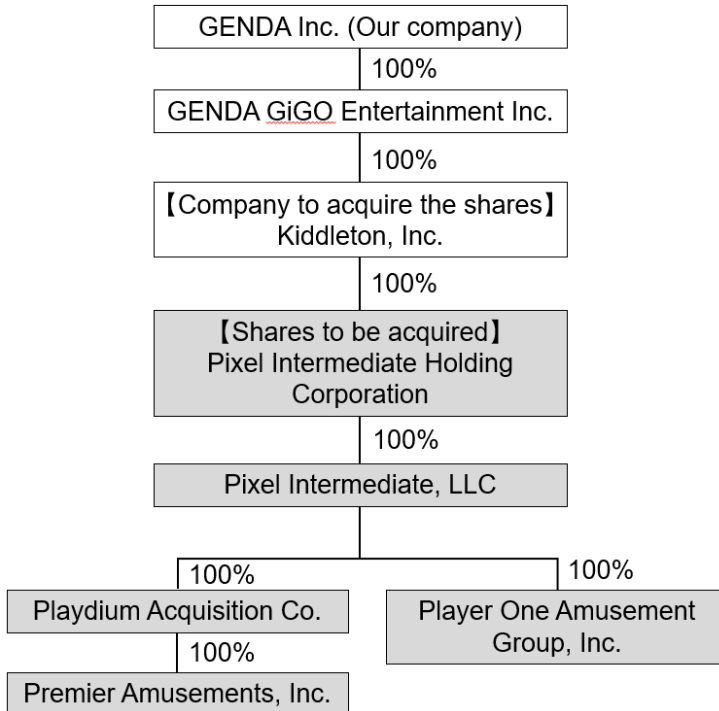 GENDA Inc. (Our company)
100%
GENDA GiGO Entertainment Inc.
100%
【Company to acquire the shares】
Kiddleton, Inc.
100%
【Shares to be acquired】
Pixel Intermediate Holding
Corporation
100%
Pixel Intermediate, LLC
100%
100%
Playdium Acquisition Co.
Player One Amusement
Group, Inc.
100%
Premier Amusements, Inc.